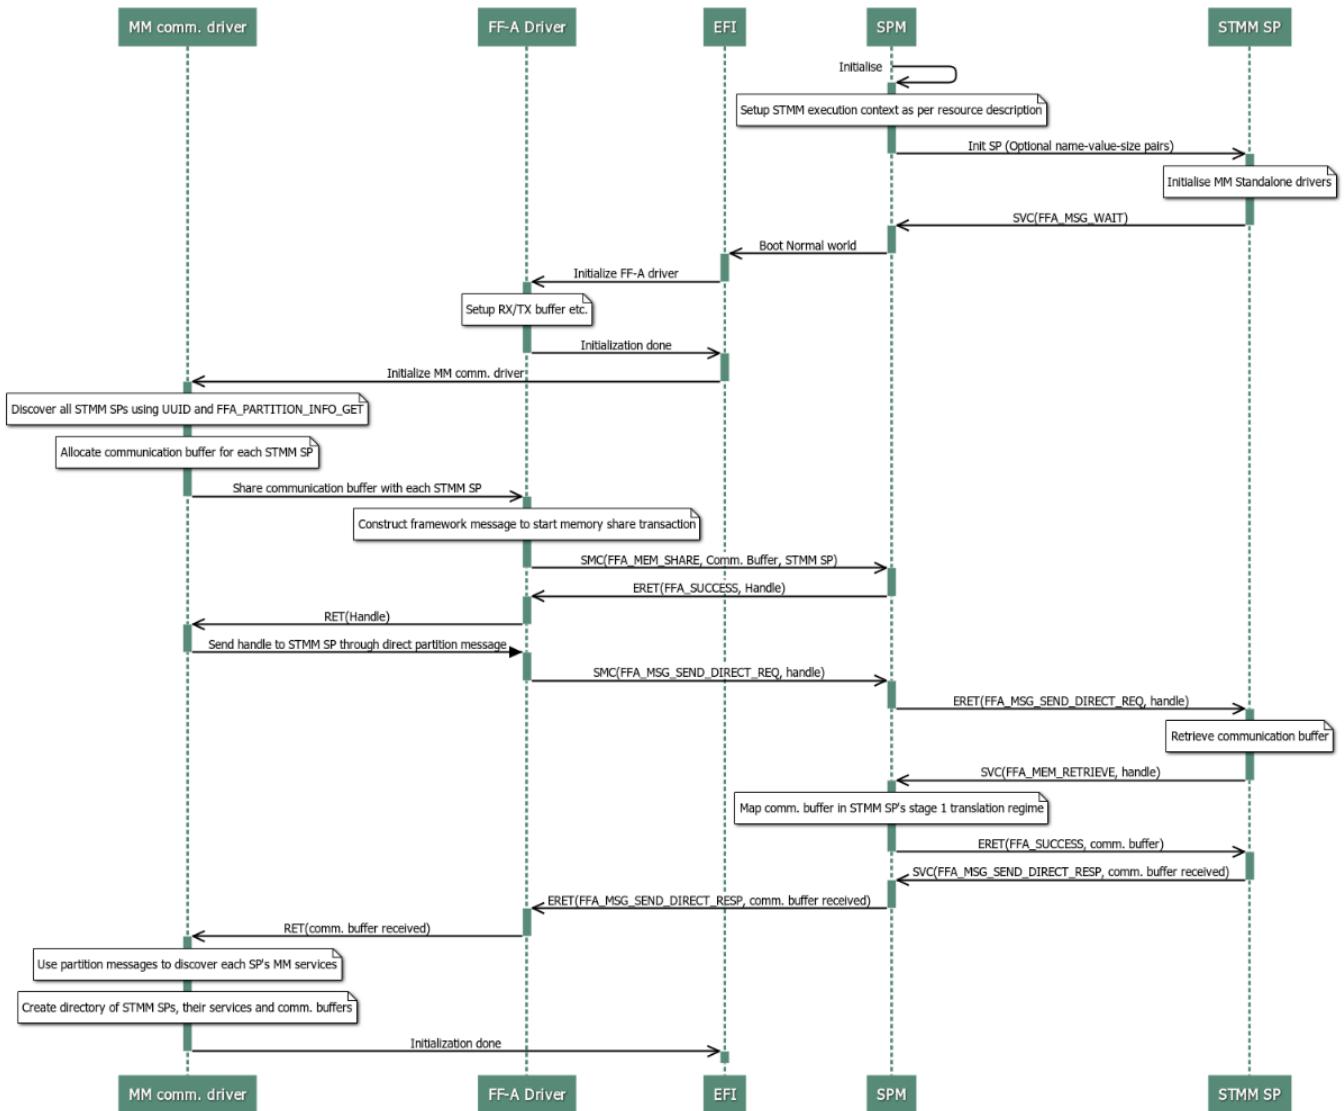 MM comm. driver
FF-A Driver
EFI
SPM
STMM SP
Initialise
Setup STMM execution context as per resource description
Init SP (Optional name-value-size pairs)
Initialise MM Standalone drivers
SVC(FFA_MSG_WAIT)
Boot Normal world
Initialize FF-A driver
Setup RX/TX buffer etc.
Initialization done
Initialize MM comm. driver
Discover all STMM SPs using UUID and FFA_PARTITION_INFO_GET
Allocate communication buffer for each STMM SP
Share communication buffer with each STMM SP
Construct framework message to start memory share transaction
SMC(FFA_MEM_SHARE, Comm. Buffer, STMM SP)
ERET(FFA_SUCCESS, Handle)
RET(Handle)
Send handle to STMM SP through direct partition message
SMC(FFA_MSG_SEND_DIRECT_REQ, handle)
ERET(FFA_MSG_SEND_DIRECT_REQ, handle)
Retrieve communication buffer
SVC(FFA_MEM_RETRIEVE, handle)
Map comm. buffer in STMM SP's stage 1 translation regime
ERET(FFA_SUCCESS, comm. buffer)
SVC(FFA_MSG_SEND_DIRECT_RESP, comm. buffer received)
ERET(FFA_MSG_SEND_DIRECT_RESP, comm. buffer received)
RET(comm. buffer received)
Use partition messages to discover each SP's MM services
Create directory of STMM SPs, their services and comm. buffers
Initialization done
MM comm. driver
FF-A Driver
EFI
SPM
STMM SP